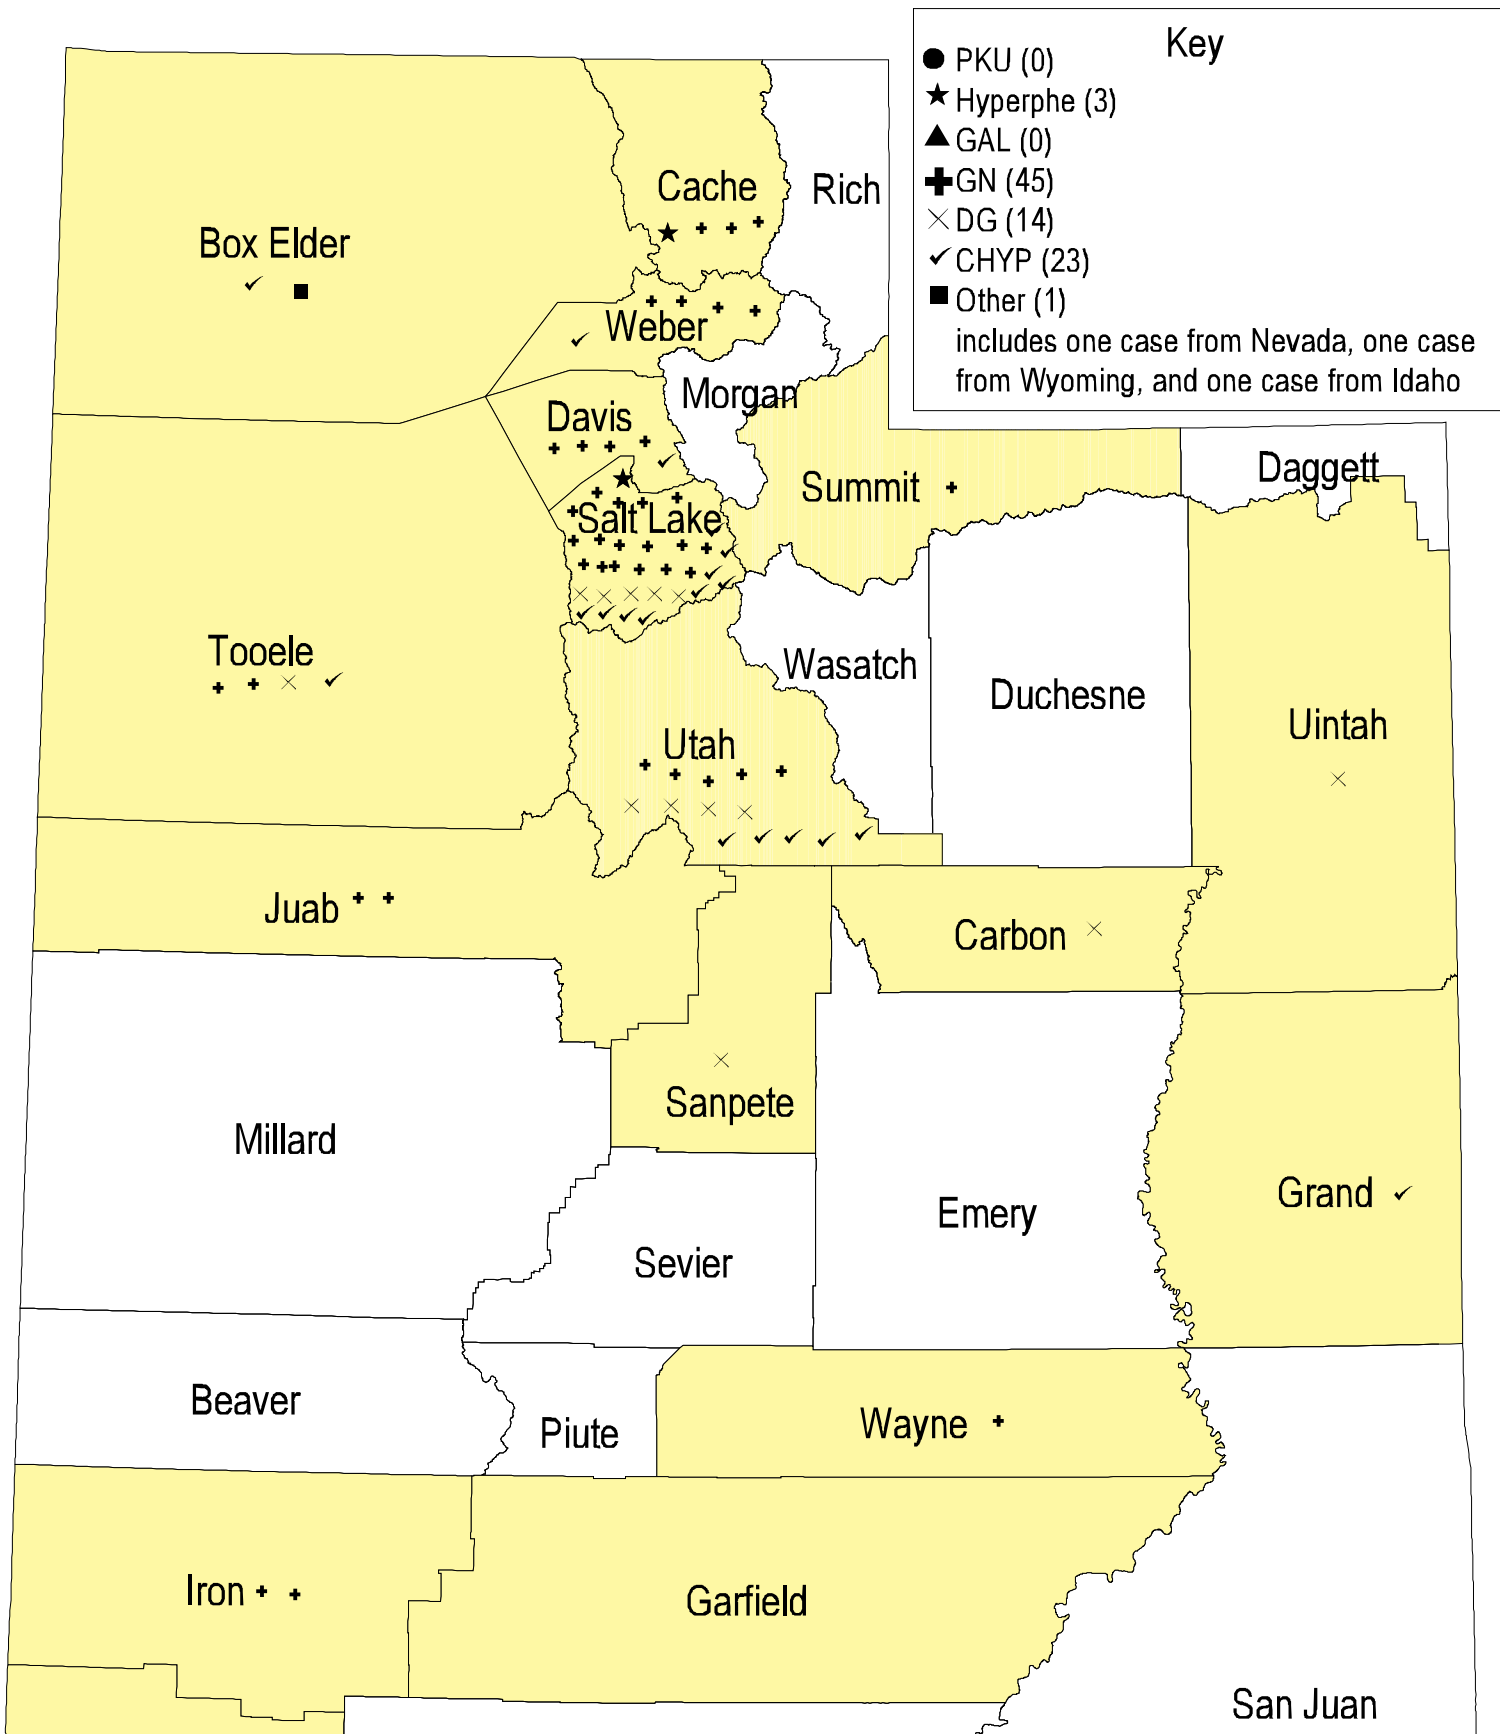 Key
PKU (0)
Hyperphe (3)
GAL (0)
GN (45)
DG (14)
CHYP (23)
Other (1)
includes one case from Nevada, one case
from Wyoming, and one case from Idaho
Cache
Rich
Box Elder
Weber
Morgan
Davis
Summit
Daggett
Salt Lake
Tooele
Wasatch
Duchesne
Utah
Uintah
Juab
Carbon
Sanpete
Millard
Grand
Emery
Sevier
Beaver
Piute
Wayne
Iron
Garfield
San Juan